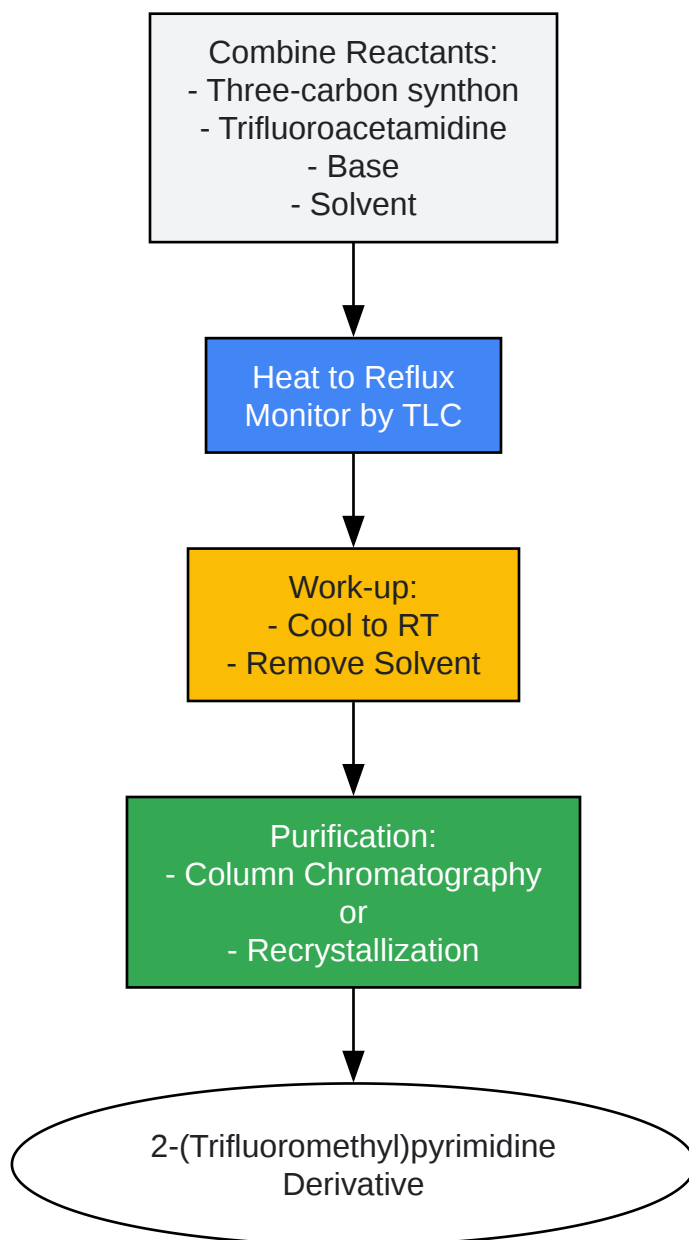 Combine Reactants:
- Three-carbon synthon
- Trifluoroacetamidine
- Base
- Solvent
Heat to Reflux
Monitor by TLC
Work-up:
- Cool to RT
- Remove Solvent
Purification:
- Column Chromatography
or
- Recrystallization
2-(Trifluoromethyl)pyrimidine
Derivative